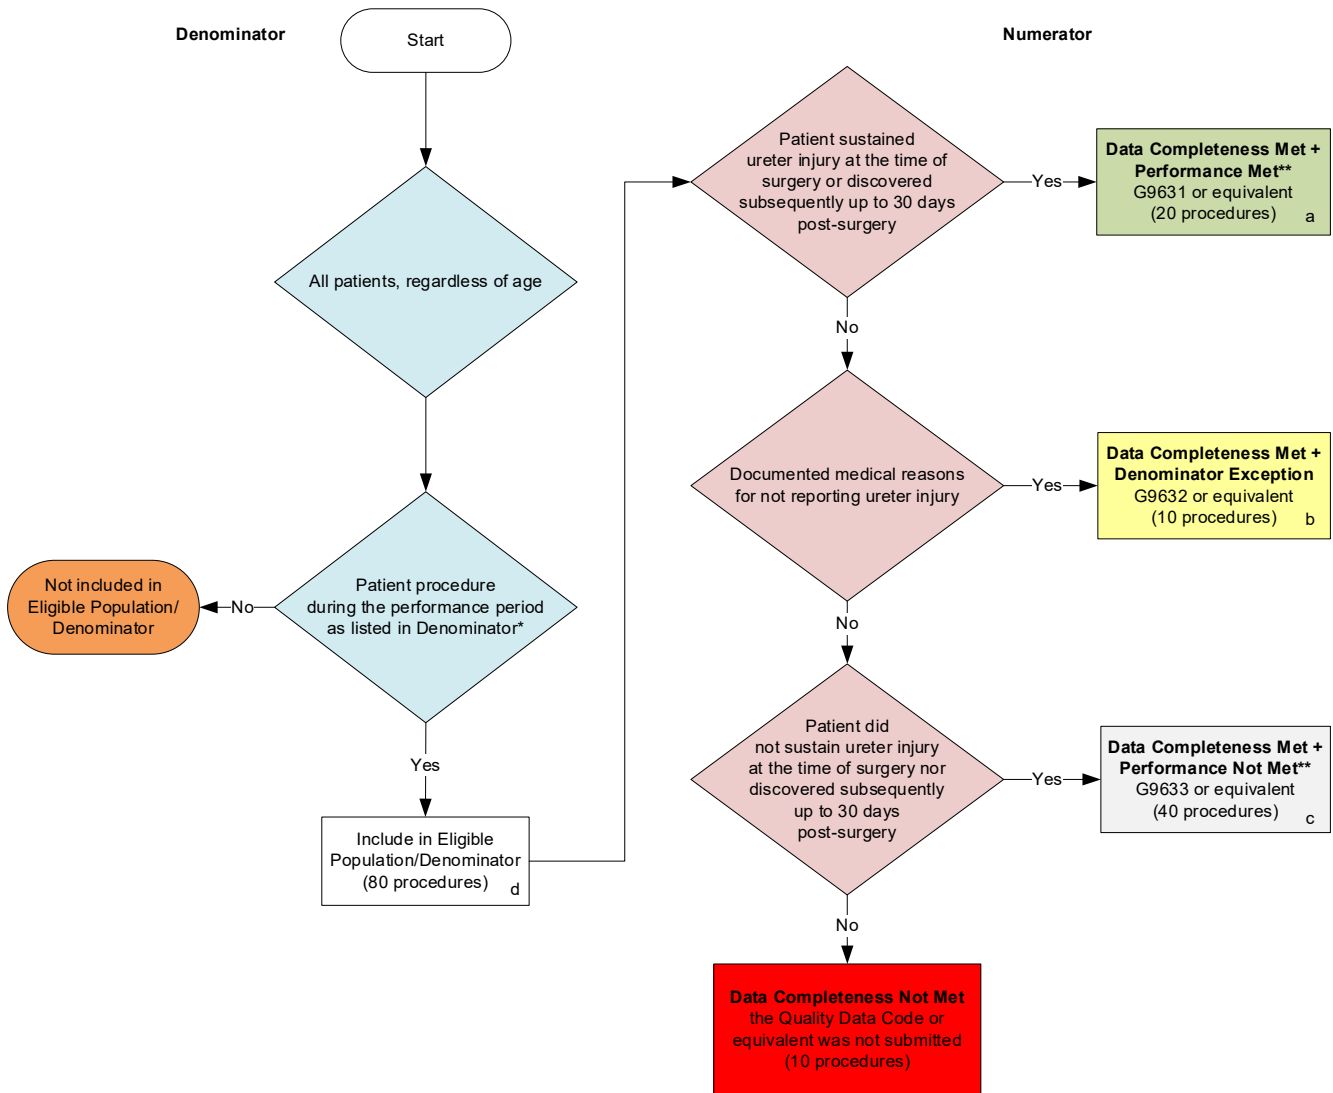 Denominator
Start
All patients, regardless of age
Patient procedure
during the performance period
as listed in Denominator*
No
Not included in
Eligible Population/
Denominator
Yes
Include in Eligible
Population/Denominator
(80 procedures)
d
Numerator
Patient sustained
ureter injury at the time of
surgery or discovered
subsequently up to 30 days
post-surgery
Yes
Data Completeness Met +
Performance Met**
G9631 or equivalent
(20 procedures)
a
No
Documented medical reasons
for not reporting ureter injury
Yes
Data Completeness Met +
Denominator Exception
G9632 or equivalent
(10 procedures)
b
No
Patient did
not sustain ureter injury
at the time of surgery nor
discovered subsequently
up to 30 days
post-surgery
Yes
Data Completeness Met +
Performance Not Met**
G9633 or equivalent
(40 procedures)
c
No
Data Completeness Not Met
the Quality Data Code or
equivalent was not submitted
(10 procedures)